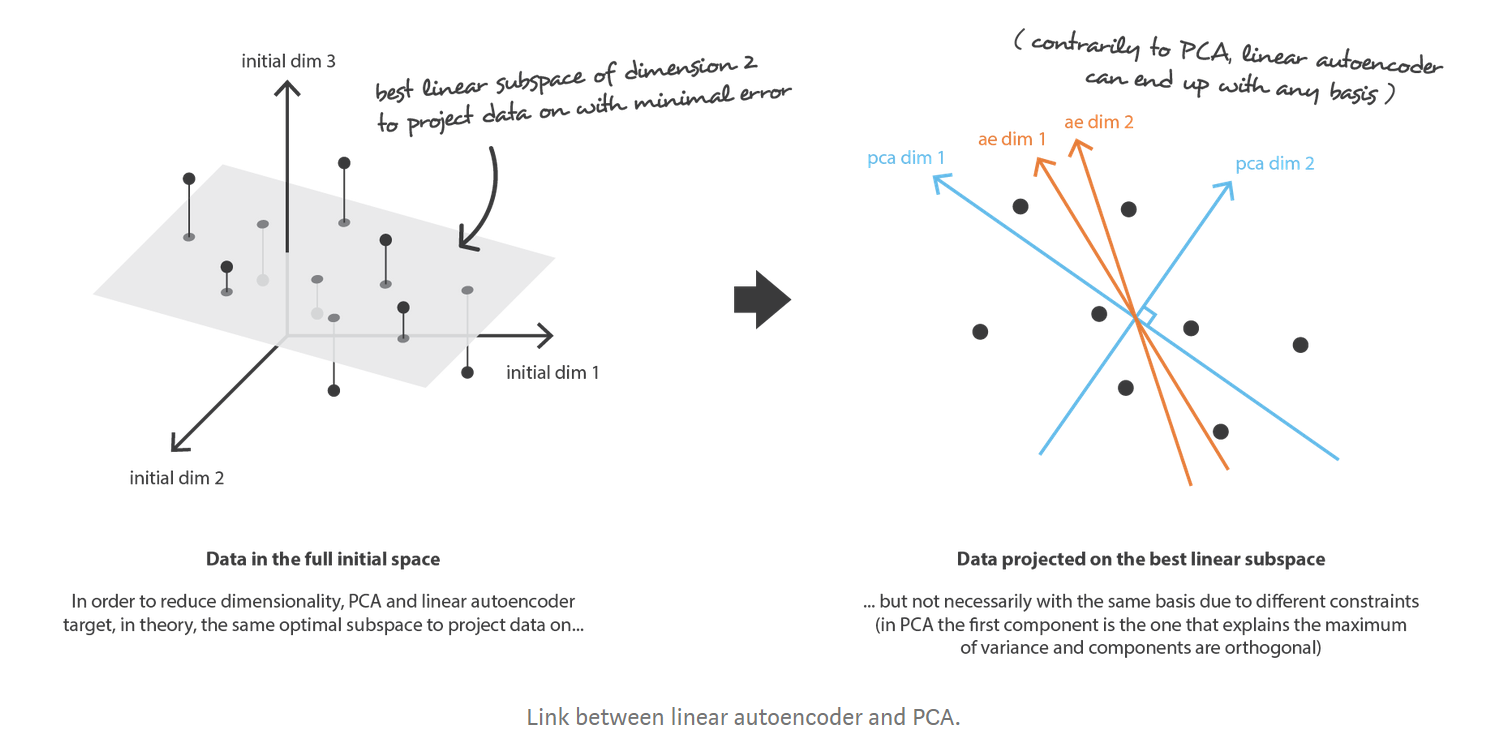 initial dim 3
best linear subspace of dimension 2
to project data on with minimal error
initial dim 1
initial dim 2
Data in the full initial space
In order to reduce dimensionality, PCA and linear autoencoder
target, in theory, the same optimal subspace to project data on...
( contrarily to PCA, linear autoencoder
can end up with any basis )
ae dim 2
ae dim 1
pca dim 1
pca dim 2
Data projected on the best linear subspace
... but not necessarily with the same basis due to different constraints
(in PCA the first component is the one that explains the maximum
of variance and components are orthogonal)
Link between linear autoencoder and PCA.